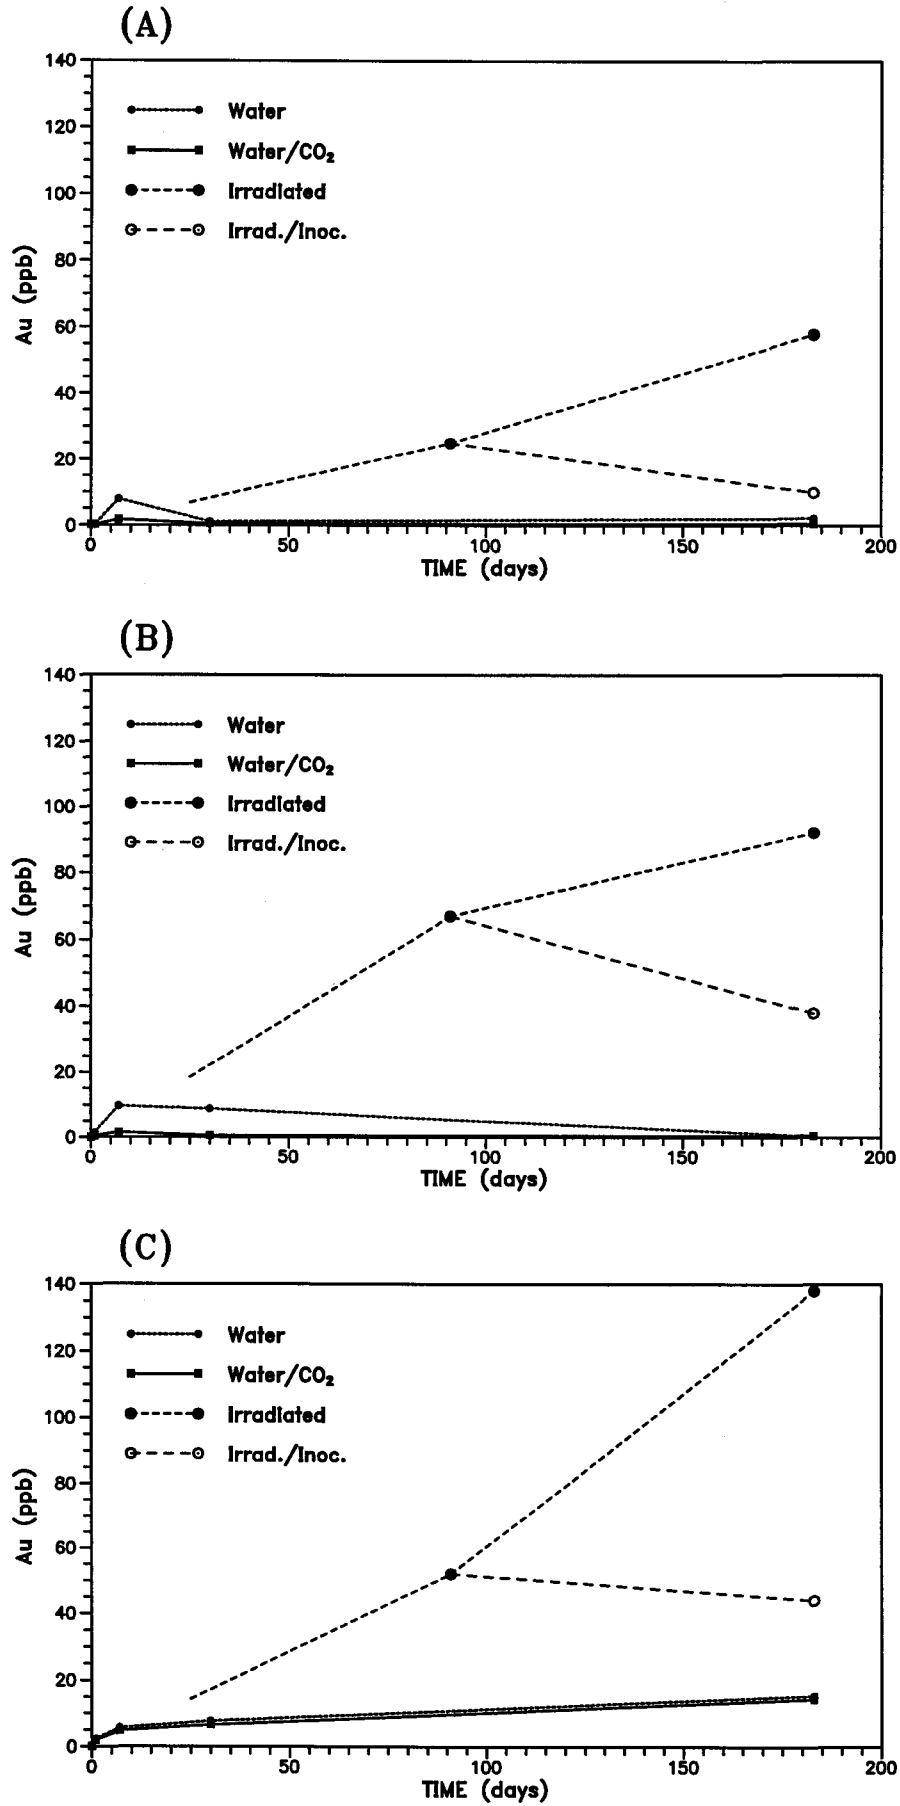 (A)
140
120
100
80
60
40
20
0
Au (ppb)
Water
Water/CO₂
Irradiated
Irrad./Inoc.
0 50 100 150 200
TIME (days)
(B)
140
120
100
80
60
40
20
0
Au (ppb)
Water
Water/CO₂
Irradiated
Irrad./Inoc.
0 50 100 150 200
TIME (days)
(C)
140
120
100
80
60
40
20
0
Au (ppb)
Water
Water/CO₂
Irradiated
Irrad./Inoc.
0 50 100 150 200
TIME (days)